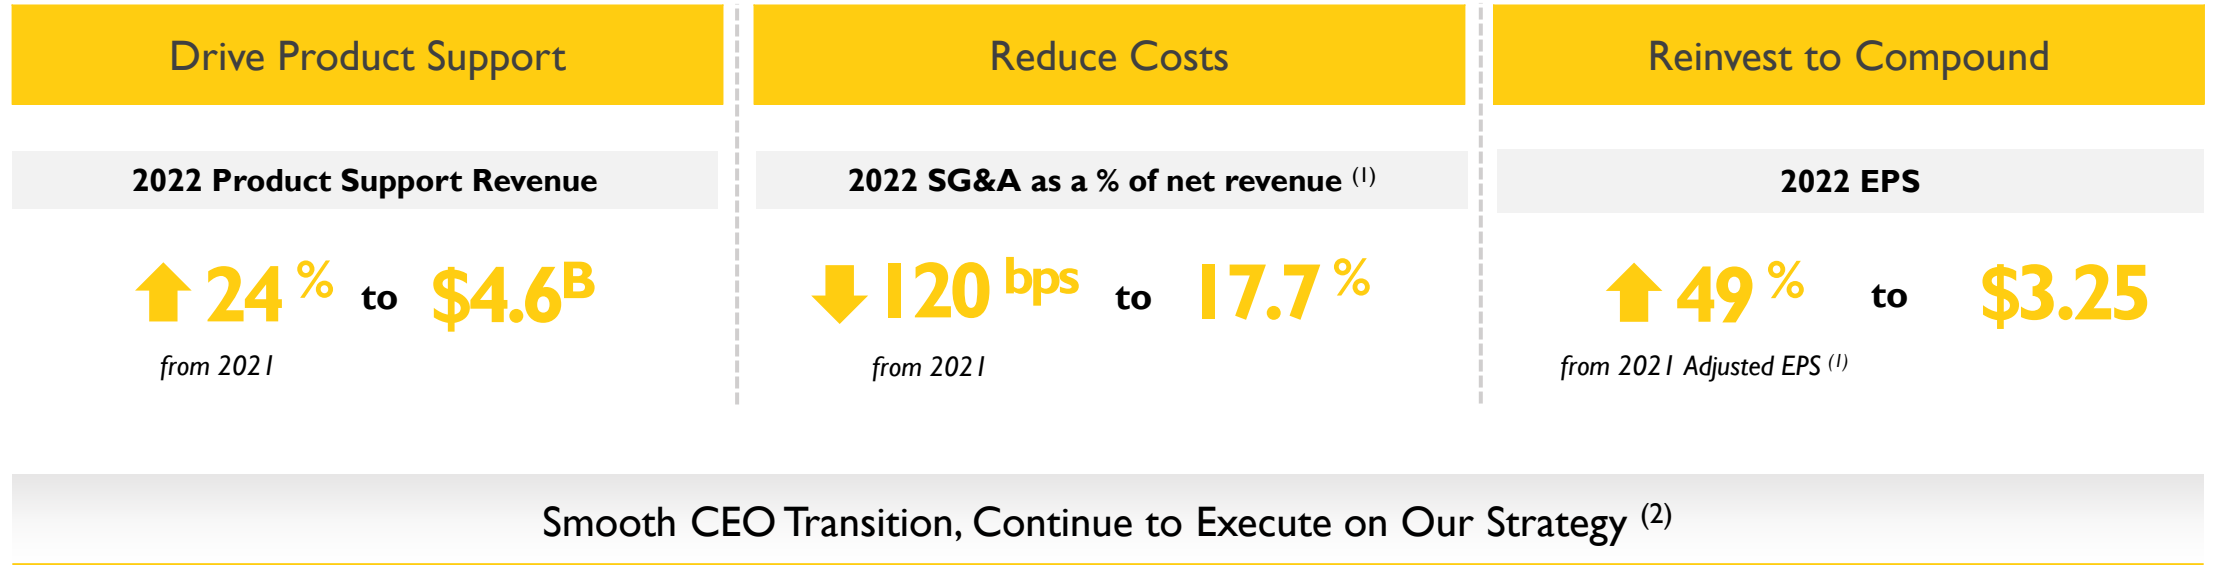 Drive Product Support
2022 Product Support Revenue
24 % to $4.6B
from 2021
Reduce Costs
2022 SG&A as a % of net revenue (1)
120 bps to 17.7 %
from 2021
Reinvest to Compound
2022 EPS
49 % to $3.25
from 2021 Adjusted EPS (1)
Smooth CEO Transition, Continue to Execute on Our Strategy (2)